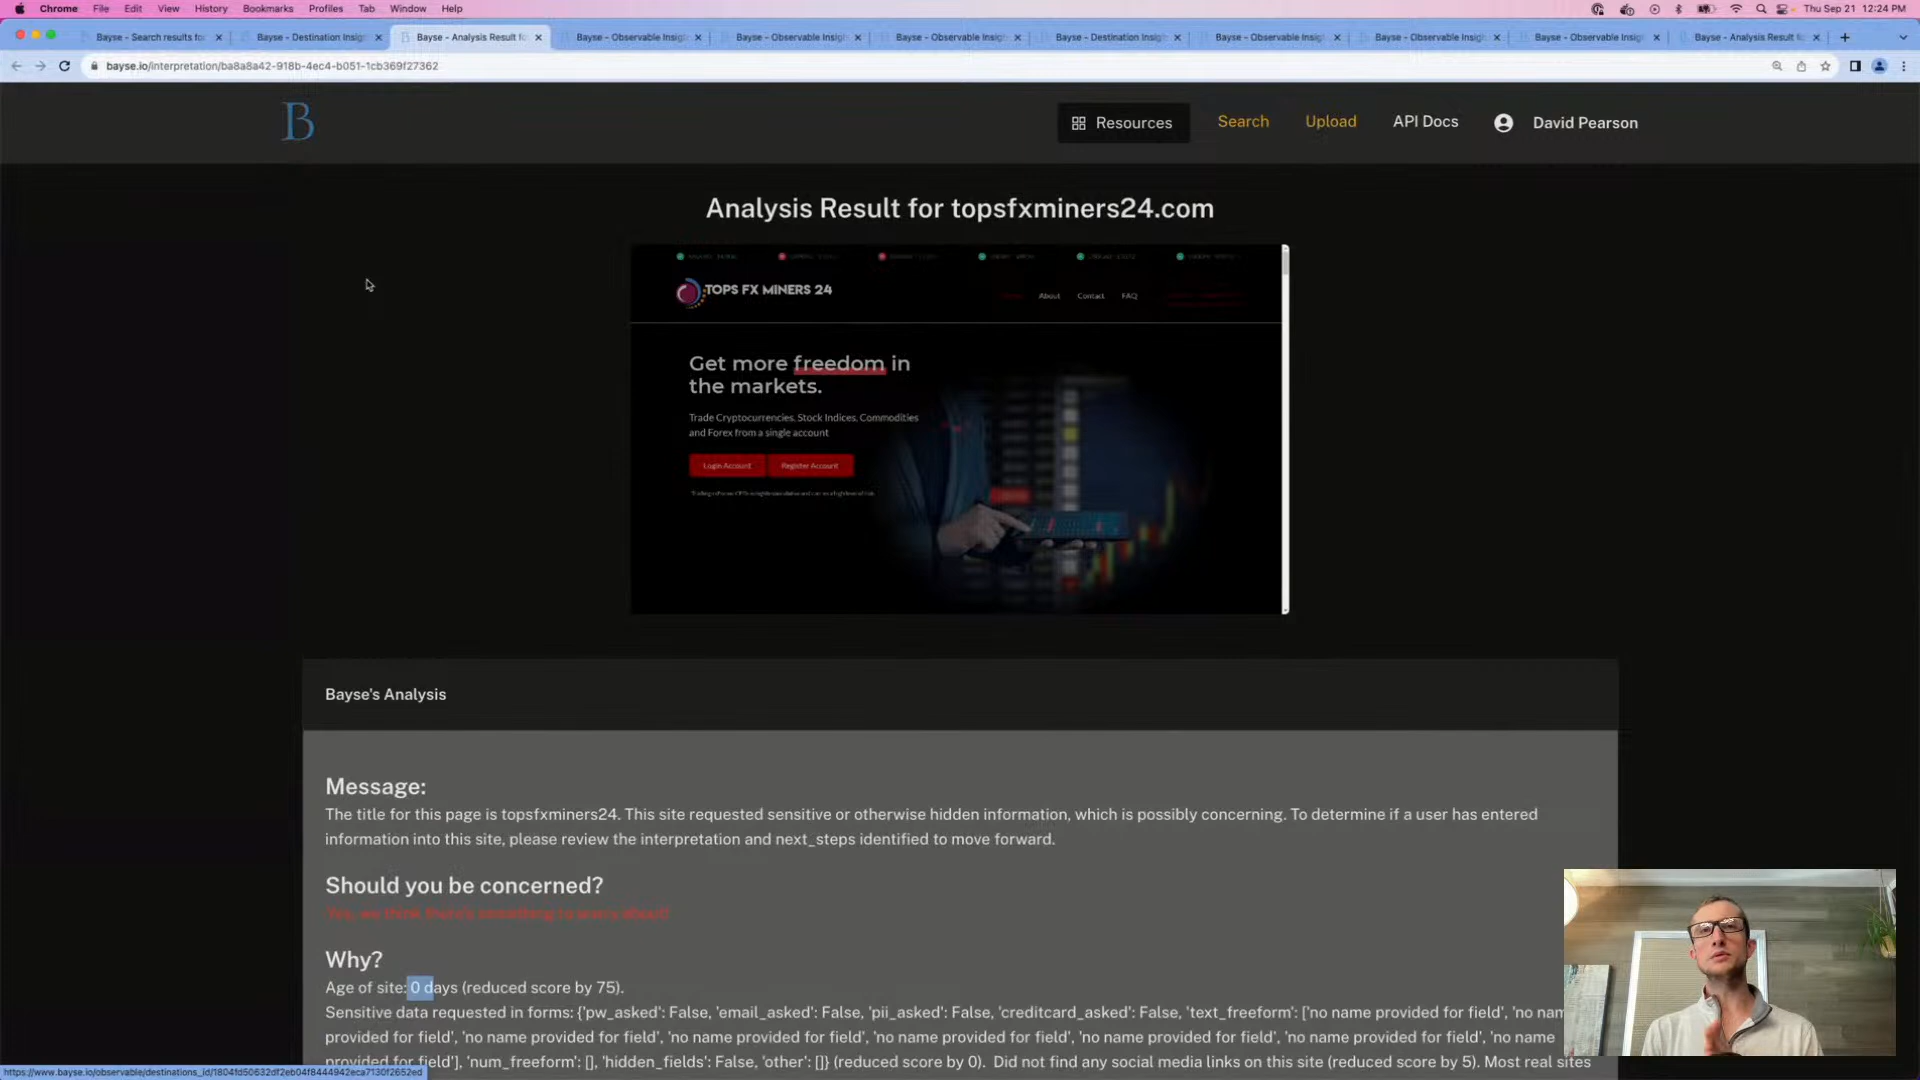 Chrome File Edit View History Bookmarks Profiles Tab Window Help Thu Sep 21 12:24 PM
Bayse - Search results fo Bayse - Destination Insig Bayse - Analysis Result fo Bayse - Observable Insig Bayse - Observable Insig Bayse - Observable Insig Bayse - Destination Insig Bayse - Observable Insig Bayse - Observable Insig Bayse - Observable Insig Bayse - Analysis Result f
bayse.io/interpretation/ba8a8a42-918b-4ec4-b051-1cb369f27362
B Resources Search Upload API Docs David Pearson
Analysis Result for topsfxminers24.com
TOPS FX MINERS 24
About Contact FAQ
Get more freedom in
the markets.
Trade Cryptocurrencies, Stock Indices, Commodities
and Forex from a single account
Login Account Register Account
Bayse's Analysis
Message:
The title for this page is topsfxminers24. This site requested sensitive or otherwise hidden information, which is possibly concerning. To determine if a user has entered
information into this site, please review the interpretation and next_steps identified to move forward.
Should you be concerned?
Yes, we think there's something to worry about!
Why?
Age of site: 0 days (reduced score by 75).
Sensitive data requested in forms: {'pw_asked': False, 'email_asked': False, 'pii_asked': False, 'creditcard_asked': False, 'text_freeform': ['no name provided for field', 'no nam
provided for field', 'no name provided for field', 'no name provided for field', 'no name provided for field', 'no name provided for field', 'no name provided for field', 'no name
provided for field'], 'num_freeform': [], 'hidden_fields': False, 'other': []} (reduced score by 0). Did not find any social media links on this site (reduced score by 5). Most real sites
https://www.bayse.io/observable/destinations_id/1804fd50632df2eb04f8444942eca7130f2652ed